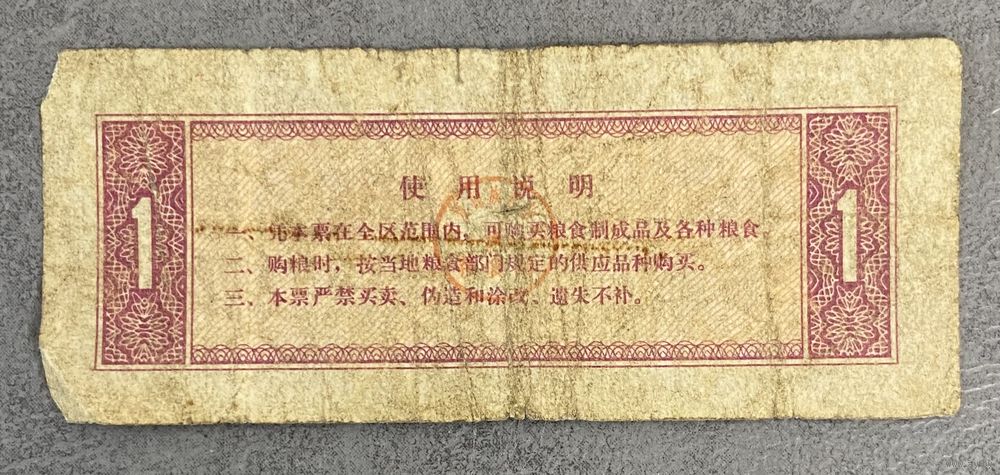 使用说明
一、凭本票在全区范围内，可购买粮食制成品及各种粮食。
二、购粮时，按当地粮食部门规定的供应品种购买。
三、本票严禁买卖、伪造和涂改、遗失不补。
1
1